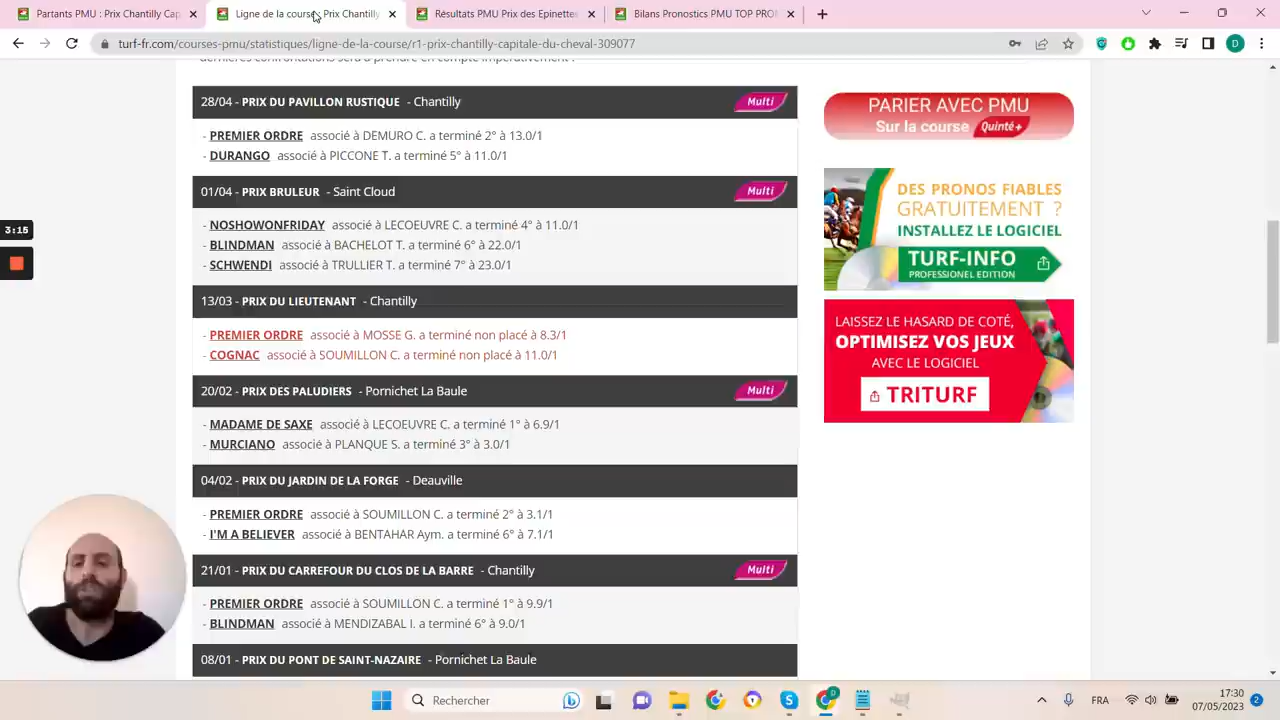 Partants PMU : Prix Chantilly Cap
Ligne de la course : Prix Chantilly
Résultats PMU Prix des Epinettes
Bilans Pronostics PMU TOP PRO
turf-fr.com/courses-pmu/statistiques/ligne-de-la-course/r1-prix-chantilly-capitale-du-cheval-309077
D
dernières confrontations sera à prendre en compte impérativement !
28/04 - PRIX DU PAVILLON RUSTIQUE - Chantilly Multi
- PREMIER ORDRE associé à DEMURO C. a terminé 2° à 13.0/1
- DURANGO associé à PICCONE T. a terminé 5° à 11.0/1
01/04 - PRIX BRULEUR - Saint Cloud Multi
- NOSHOWONFRIDAY associé à LECOEUVRE C. a terminé 4° à 11.0/1
- BLINDMAN associé à BACHELOT T. a terminé 6° à 22.0/1
- SCHWENDI associé à TRULLIER T. a terminé 7° à 23.0/1
13/03 - PRIX DU LIEUTENANT - Chantilly
- PREMIER ORDRE associé à MOSSE G. a terminé non placé à 8.3/1
- COGNAC associé à SOUMILLON C. a terminé non placé à 11.0/1
20/02 - PRIX DES PALUDIERS - Pornichet La Baule Multi
- MADAME DE SAXE associé à LECOEUVRE C. a terminé 1° à 6.9/1
- MURCIANO associé à PLANQUE S. a terminé 3° à 3.0/1
04/02 - PRIX DU JARDIN DE LA FORGE - Deauville
- PREMIER ORDRE associé à SOUMILLON C. a terminé 2° à 3.1/1
- I'M A BELIEVER associé à BENTAHAR Aym. a terminé 6° à 7.1/1
21/01 - PRIX DU CARREFOUR DU CLOS DE LA BARRE - Chantilly Multi
- PREMIER ORDRE associé à SOUMILLON C. a terminé 1° à 9.9/1
- BLINDMAN associé à MENDIZABAL I. a terminé 6° à 9.0/1
08/01 - PRIX DU PONT DE SAINT-NAZAIRE - Pornichet La Baule
PARIER AVEC PMU
Sur la course Quinté+
DES PRONOS FIABLES
GRATUITEMENT ?
INSTALLEZ LE LOGICIEL
TURF-INFO
PROFESSIONEL EDITION
LAISSEZ LE HASARD DE COTÉ,
OPTIMISEZ VOS JEUX
AVEC LE LOGICIEL
TRITURF
3:15
Rechercher
FRA
17:30
07/05/2023
2